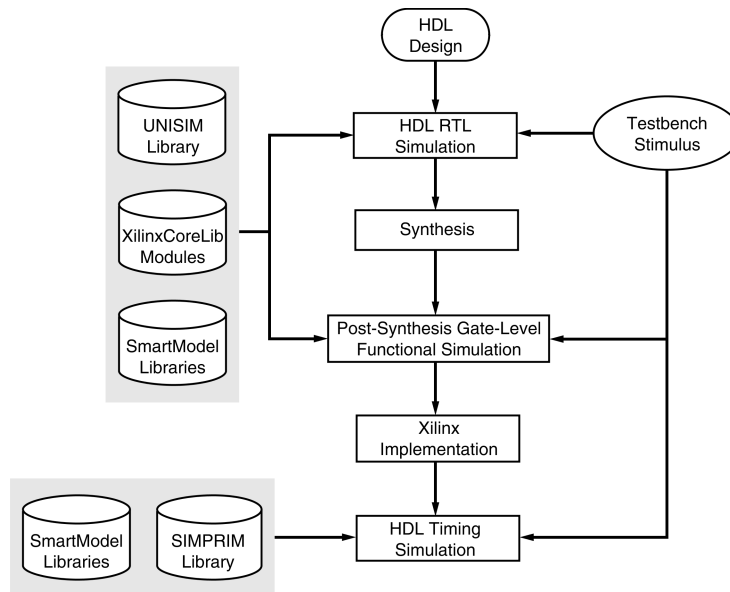 HDL
Design
UNISIM
Library
HDL RTL
Simulation
Testbench
Stimulus
XilinxCoreLib
Modules
Synthesis
SmartModel
Libraries
Post-Synthesis Gate-Level
Functional Simulation
Xilinx
Implementation
SmartModel
Libraries
SIMPRIM
Library
HDL Timing
Simulation